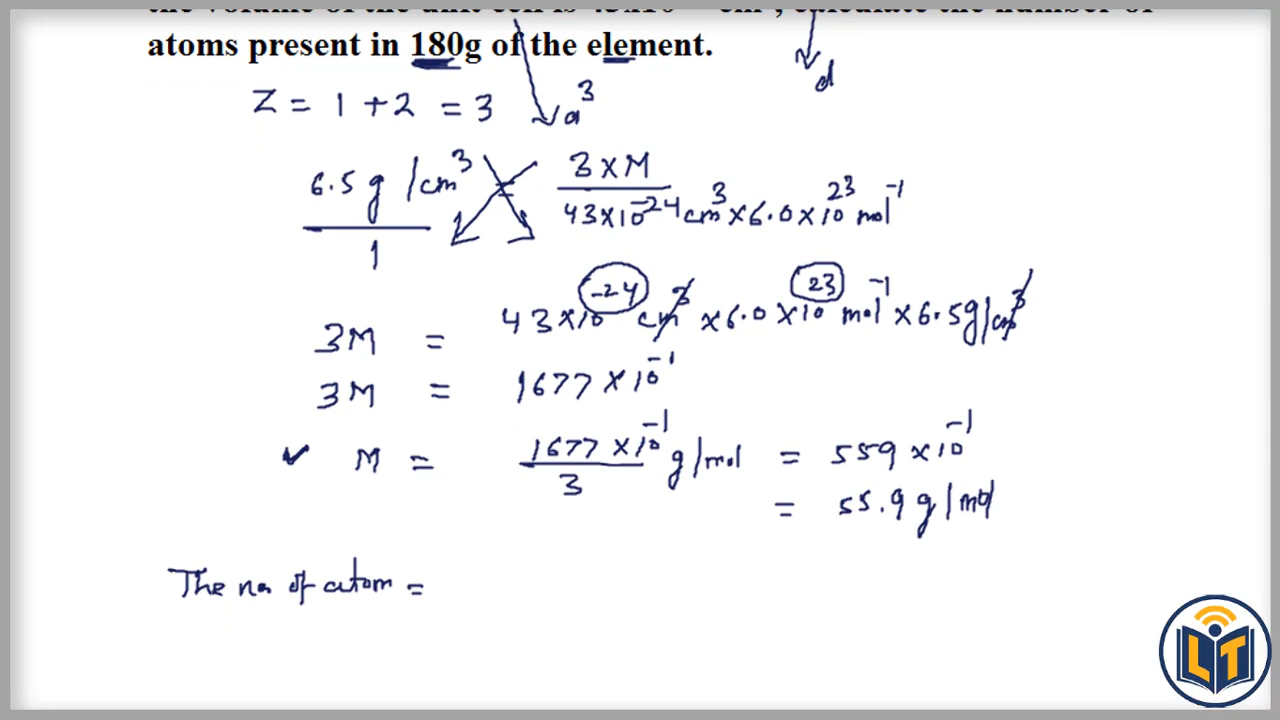 atoms present in 180g of the element.
d
Z = 1 + 2 = 3
a³
6.5 g /cm³ / 1 = 3 × M / 43×10⁻²⁴ cm³ × 6.0 × 10²³ mol⁻¹
3M = 43×10⁻²⁴ cm³ × 6.0 × 10²³ mol⁻¹ × 6.5g/cm³
3M = 1677 × 10⁻¹
✓ M = 1677 × 10⁻¹ / 3 g/mol = 559 × 10⁻¹
= 55.9 g/mol
The no of atom =
LT